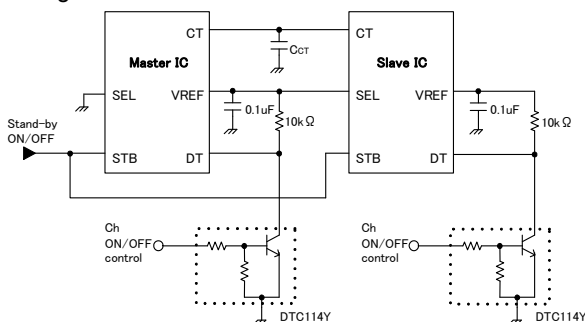 CT
CCT
CT
Master IC
Slave IC
SEL
VREF
SEL
VREF
0.1uF
0.1uF
10kΩ
10kΩ
Stand-by
ON/OFF
STB
DT
STB
DT
Ch
ON/OFF
control
Ch
ON/OFF
control
DTC114Y
DTC114Y